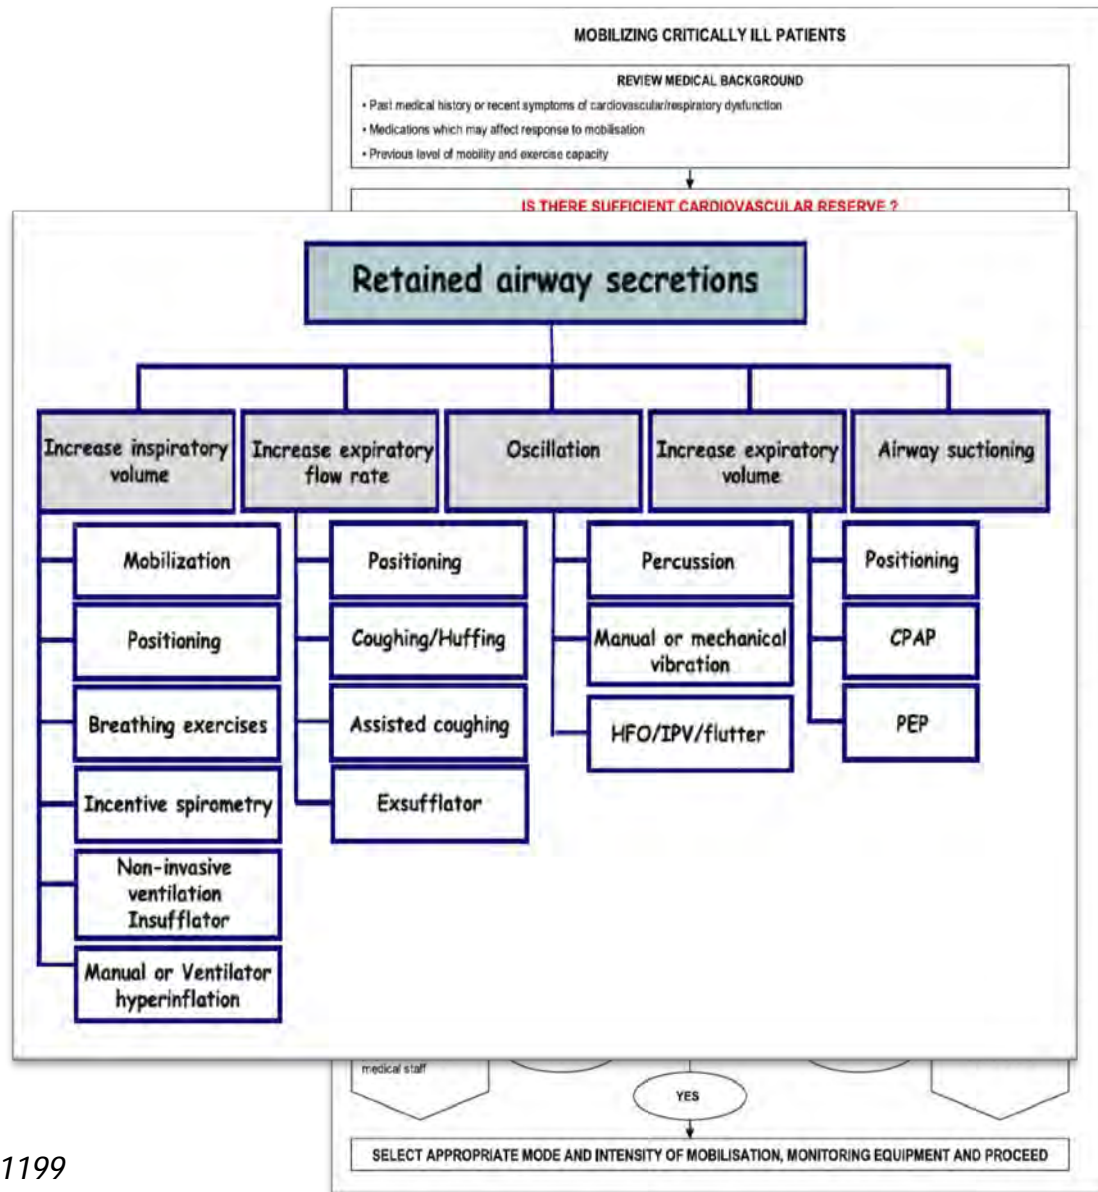 MOBILIZING CRITICALLY ILL PATIENTS
REVIEW MEDICAL BACKGROUND
• Past medical history or recent symptoms of cardiovascular/respiratory dysfunction
• Medications which may affect response to mobilisation
• Previous level of mobility and exercise capacity
IS THERE SUFFICIENT CARDIOVASCULAR RESERVE ?
Retained airway secretions
Increase inspiratory
volume
Mobilization
Positioning
Breathing exercises
Incentive spirometry
Non-invasive
ventilation
Insufflator
Manual or Ventilator
hyperinflation
Increase expiratory
flow rate
Positioning
Coughing/Huffing
Assisted coughing
Exsufflator
Oscillation
Percussion
Manual or mechanical
vibration
HFO/IPV/flutter
Increase expiratory
volume
Positioning
CPAP
PEP
Airway suctioning
medical staff
YES
SELECT APPROPRIATE MODE AND INTENSITY OF MOBILISATION, MONITORING EQUIPMENT AND PROCEED
1199